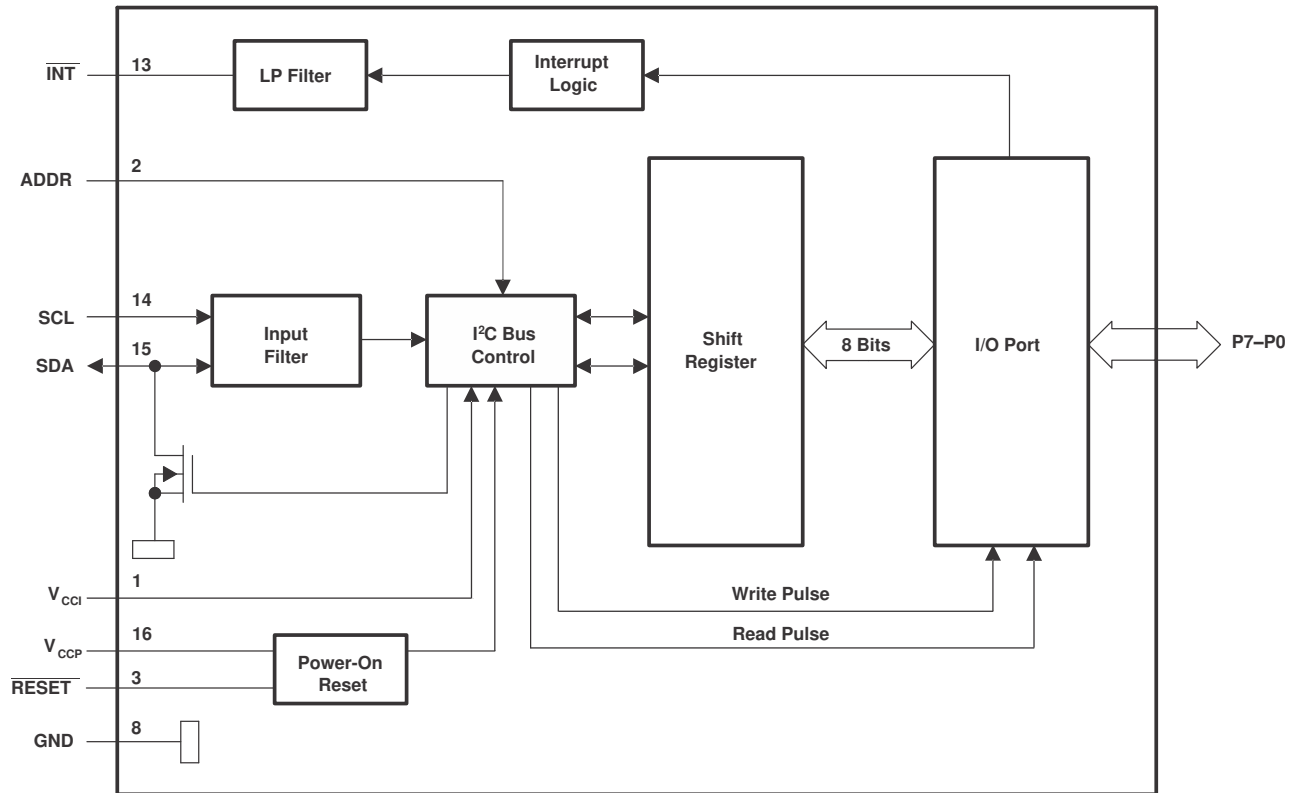 INT
13
LP Filter
Interrupt
Logic
2
ADDR
14
SCL
15
SDA
Input
Filter
I²C Bus
Control
Shift
Register
8 Bits
I/O Port
P7–P0
1
V_CCI
Write Pulse
16
V_CCP
Read Pulse
Power-On
Reset
3
RESET
8
GND